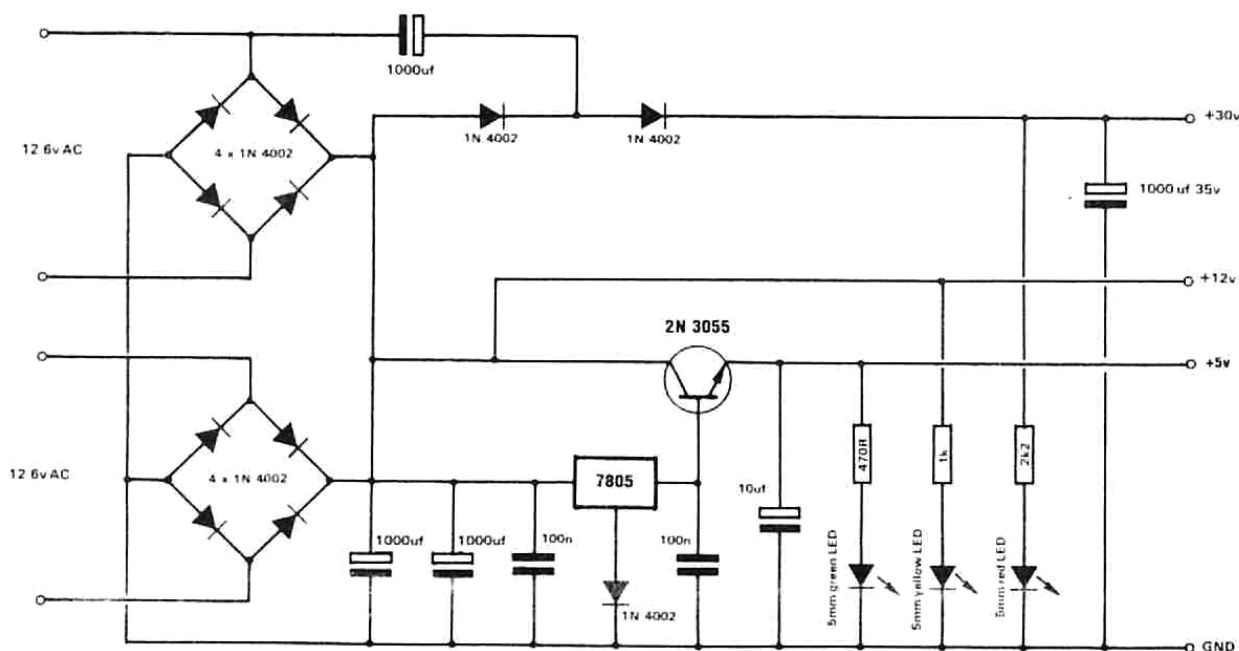 1000uf
1N 4002
1N 4002
+30v
12 6v AC
4 x 1N 4002
1000 uf 35v
+12v
2N 3055
+5v
12 6v AC
4 x 1N 4002
7805
470R
1k
2k2
10uf
1000uf
1000uf
100n
100n
1N 4002
5mm green LED
5mm yellow LED
5mm red LED
GND